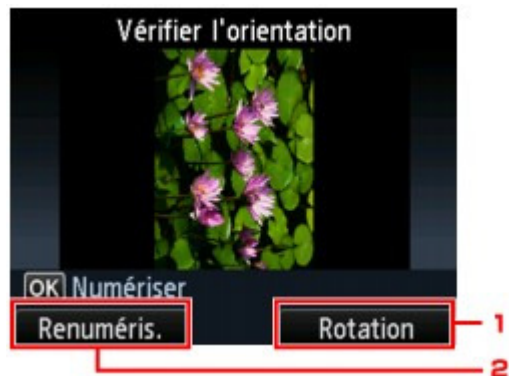 Vérifier l'orientation
OK Numériser
Renuméris. Rotation
1
2